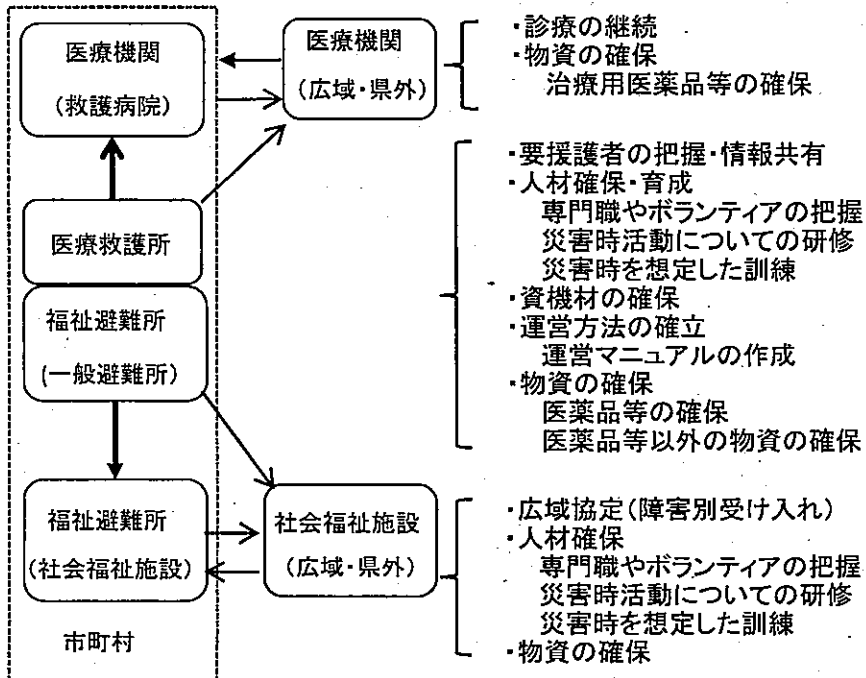 医療機関
(救護病院)
医療機関
(広域・県外)
・診療の継続
・物資の確保
治療用医薬品等の確保
医療救護所
福祉避難所
(一般避難所)
・要援護者の把握・情報共有
・人材確保・育成
専門職やボランティアの把握
災害時活動についての研修
災害時を想定した訓練
・資機材の確保
・運営方法の確立
運営マニュアルの作成
・物資の確保
医薬品等の確保
医薬品等以外の物資の確保
福祉避難所
(社会福祉施設)
社会福祉施設
(広域・県外)
・広域協定(障害別受け入れ)
・人材確保
専門職やボランティアの把握
災害時活動についての研修
災害時を想定した訓練
・物資の確保
市町村